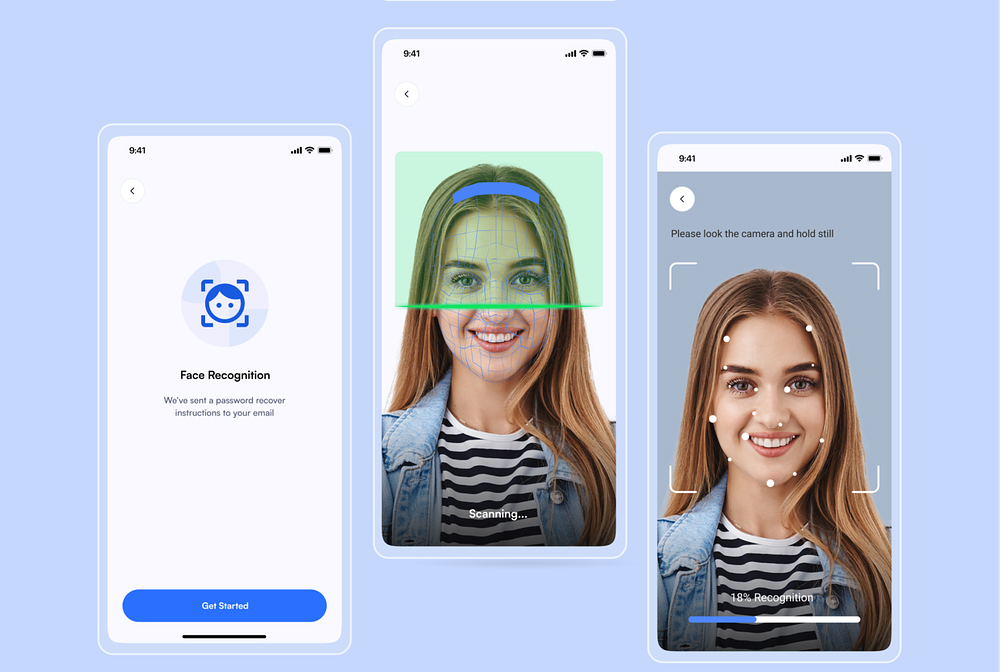 9:41
Face Recognition
We've sent a password recover
instructions to your email
Get Started
9:41
Scanning...
9:41
Please look the camera and hold still
18% Recognition